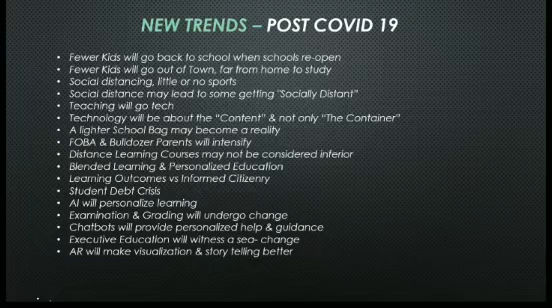 NEW TRENDS – POST COVID 19
• Fewer Kids will go back to school when schools re-open
• Fewer Kids will go out of Town, far from home to study
• Social distancing, little or no sports
• Social distance may lead to some getting "Socially Distant"
• Teaching will go tech
• Technology will be about the "Content" & not only "The Container"
• A lighter School Bag may become a reality
• FOBA & Bulldozer Parents will intensify
• Distance Learning Courses may not be considered inferior
• Blended Learning & Personalized Education
• Learning Outcomes vs Informed Citizenry
• Student Debt Crisis
• AI will personalize learning
• Examination & Grading will undergo change
• Chatbots will provide personalized help & guidance
• Executive Education will witness a sea- change
• AR will make visualization & story telling better